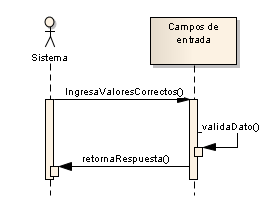 Campos de
entrada
Sistema
IngresaValoresCorrectos()
validaDato()
retornaRespuesta()